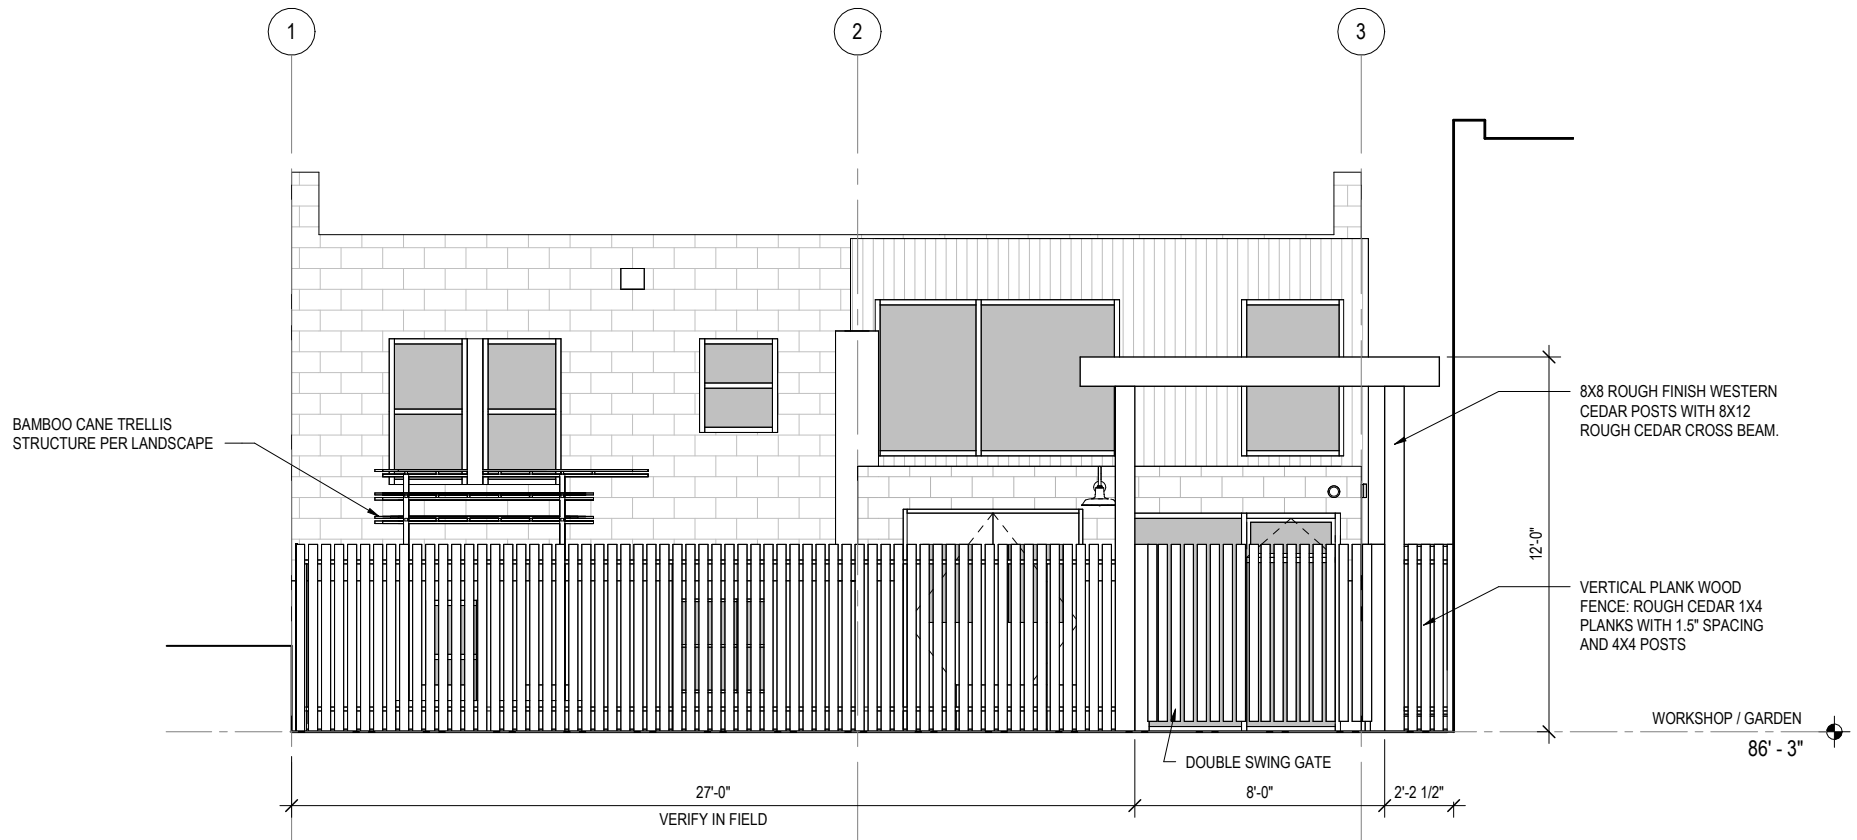 1
2
3
BAMBOO CANE TRELLIS
STRUCTURE PER LANDSCAPE
8X8 ROUGH FINISH WESTERN
CEDAR POSTS WITH 8X12
ROUGH CEDAR CROSS BEAM.
12'-0"
VERTICAL PLANK WOOD
FENCE: ROUGH CEDAR 1X4
PLANKS WITH 1.5" SPACING
AND 4X4 POSTS
WORKSHOP / GARDEN
86' - 3"
DOUBLE SWING GATE
27'-0"
VERIFY IN FIELD
8'-0"
2'-2 1/2"